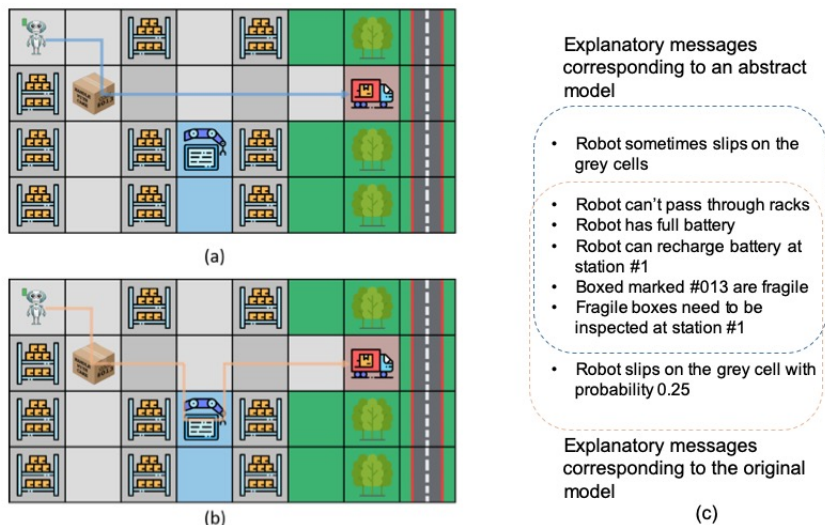 (a)
(b)
Explanatory messages
corresponding to an abstract
model
• Robot sometimes slips on the
grey cells
• Robot can't pass through racks
• Robot has full battery
• Robot can recharge battery at
station #1
• Boxed marked #013 are fragile
• Fragile boxes need to be
inspected at station #1
• Robot slips on the grey cell with
probability 0.25
Explanatory messages
corresponding to the original
model
(c)